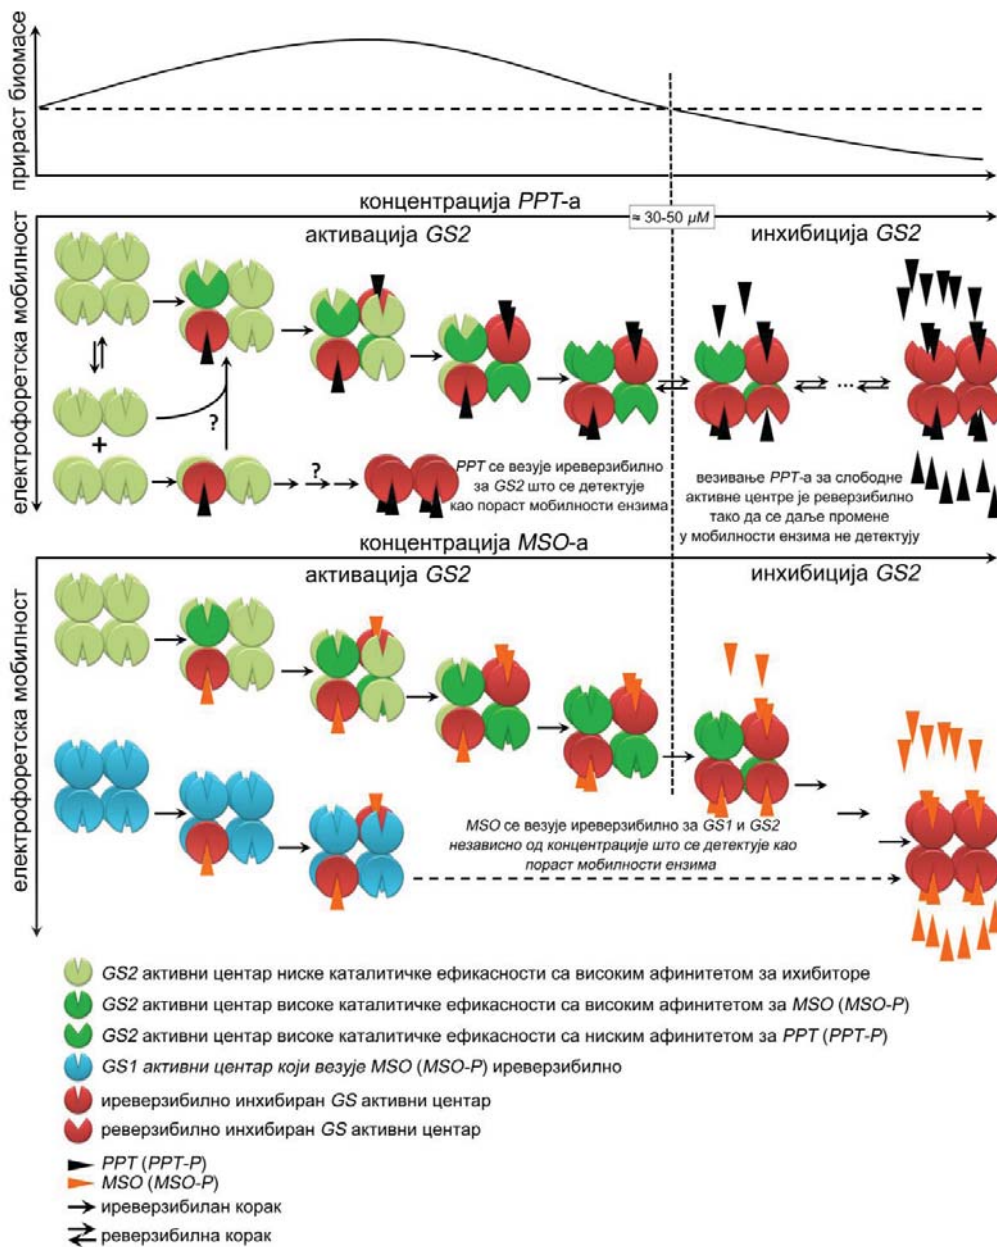 прираст биомасе
концентрација PPT-а
≈ 30-50 μM
електрофоретска мобилност
активација GS2
инхибиција GS2
+
?
?
...
PPT се везује иреверзибилно
за GS2 што се детектује
као пораст мобилности ензима
везивање PPT-а за слободне
активне центре је реверзибилно
тако да се даље промене
у мобилности ензима не детектују
концентрација MSO-а
електрофоретска мобилност
активација GS2
инхибиција GS2
MSO се везује иреверзибилно за GS1 и GS2
независно од концентрације што се детектује као
пораст мобилности ензима
GS2 активни центар ниске каталитичке ефикасности са високим афинитетом за ихибиторе
GS2 активни центар високе каталитичке ефикасности са високим афинитетом за MSO (MSO-P)
GS2 активни центар високе каталитичке ефикасности са ниским афинитетом за PPT (PPT-P)
GS1 активни центар који везује MSO (MSO-P) иреверзибилно
иреверзибилно инхибиран GS активни центар
реверзибилно инхибиран GS активни центар
PPT (PPT-P)
MSO (MSO-P)
иреверзибилан корак
реверзибилна корак